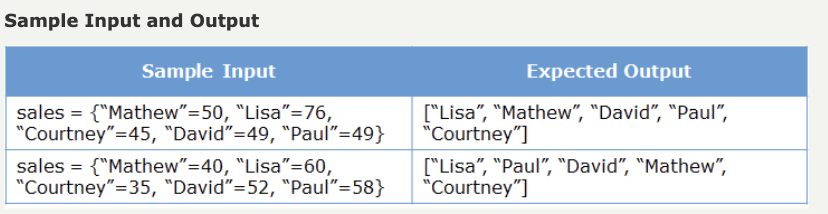 Sample Input and Output
Sample Input
Expected Output
sales = {“Mathew”=50, “Lisa”=76,
“Courtney”=45, “David”=49, “Paul”=49}
[“Lisa”, “Mathew”, “David”, “Paul”,
“Courtney”]
sales = {“Mathew”=40, “Lisa”=60,
“Courtney”=35, “David”=52, “Paul”=58}
[“Lisa”, “Paul”, “David”, “Mathew”,
“Courtney”]